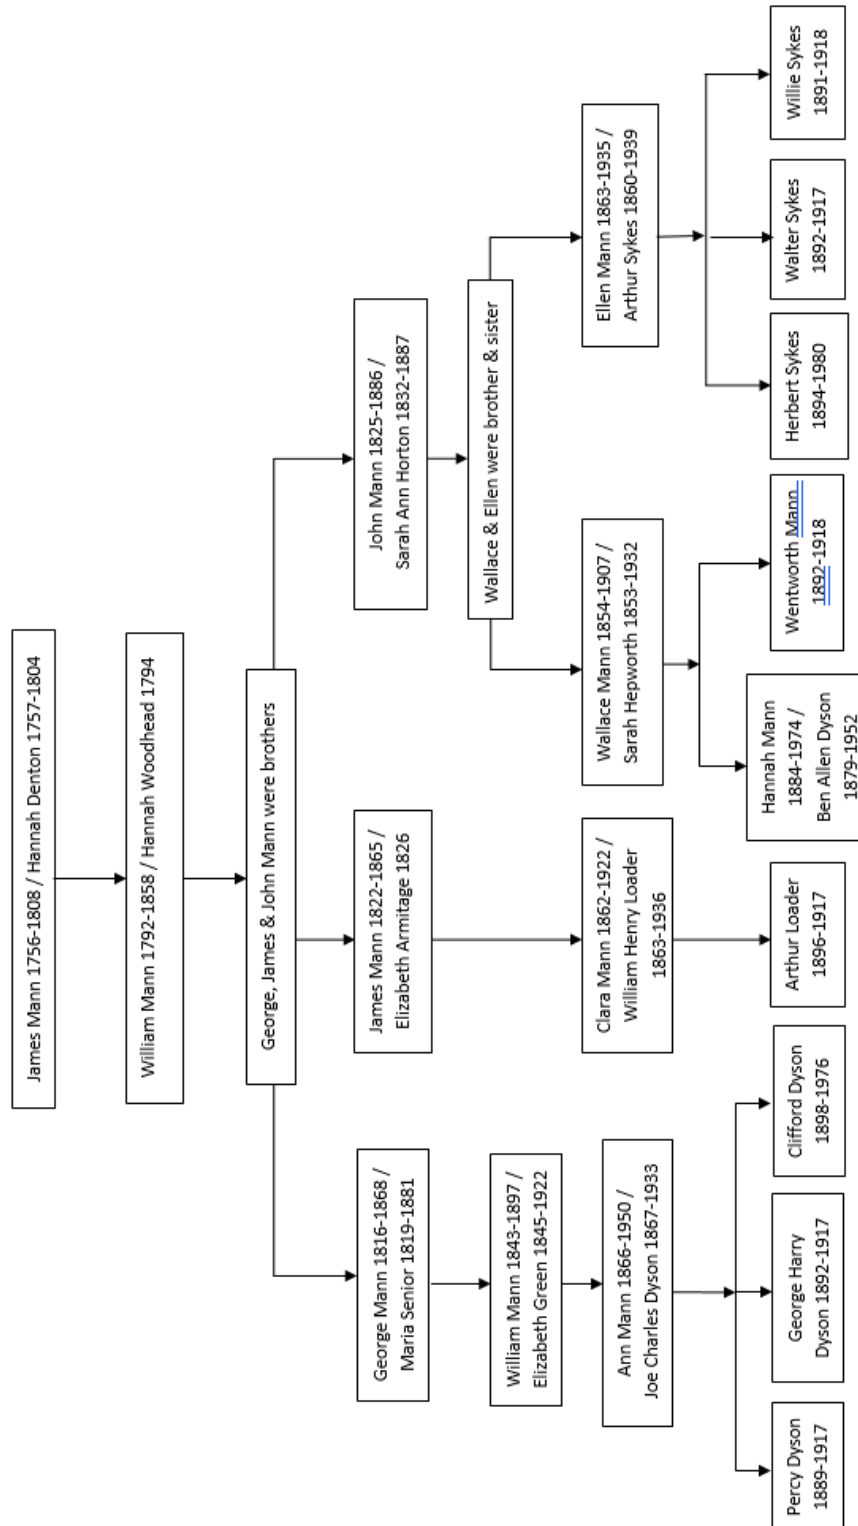 James Mann 1756-1808 / Hannah Denton 1757-1804
William Mann 1792-1858 / Hannah Woodhead 1794
George, James & John Mann were brothers
George Mann 1816-1868 /
Maria Senior 1819-1881
James Mann 1822-1865 /
Elizabeth Armitage 1826
John Mann 1825-1886 /
Sarah Ann Horton 1832-1887
William Mann 1843-1897 /
Elizabeth Green 1845-1922
Wallace & Ellen were brother & sister
Ann Mann 1866-1950 /
Joe Charles Dyson 1867-1933
Clara Mann 1862-1922 /
William Henry Loader
1863-1936
Wallace Mann 1854-1907 /
Sarah Hepworth 1853-1932
Ellen Mann 1863-1935 /
Arthur Sykes 1860-1939
Percy Dyson
1889-1917
George Harry
Dyson 1892-1917
Clifford Dyson
1898-1976
Arthur Loader
1896-1917
Hannah Mann
1884-1974 /
Ben Allen Dyson
1879-1952
Wentworth Mann
1892-1918
Herbert Sykes
1894-1980
Walter Sykes
1892-1917
Willie Sykes
1891-1918